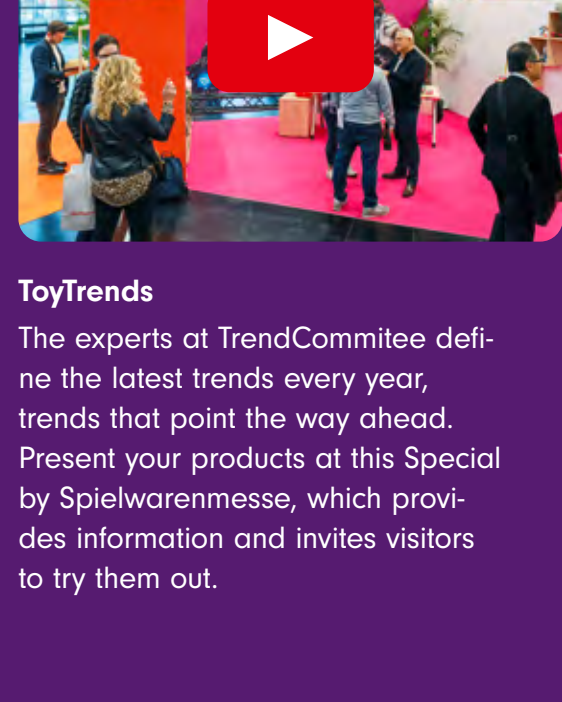 ToyTrends
The experts at TrendCommitee defi-
ne the latest trends every year,
trends that point the way ahead.
Present your products at this Special
by Spielwarenmesse, which provi-
des information and invites visitors
to try them out.